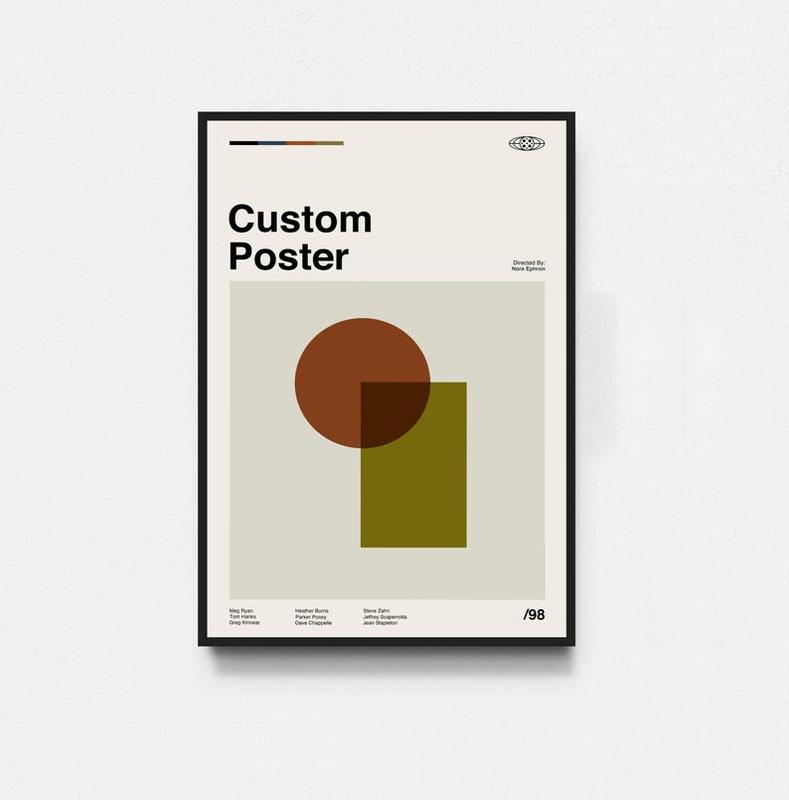 Custom
Poster
Directed By:
Nora Ephron
Meg Ryan
Tom Hanks
Greg Kinnear
Heather Burns
Parker Posey
Dave Chappelle
Steve Zahn
Jeffrey Scaperrotta
Jean Stapleton
/98